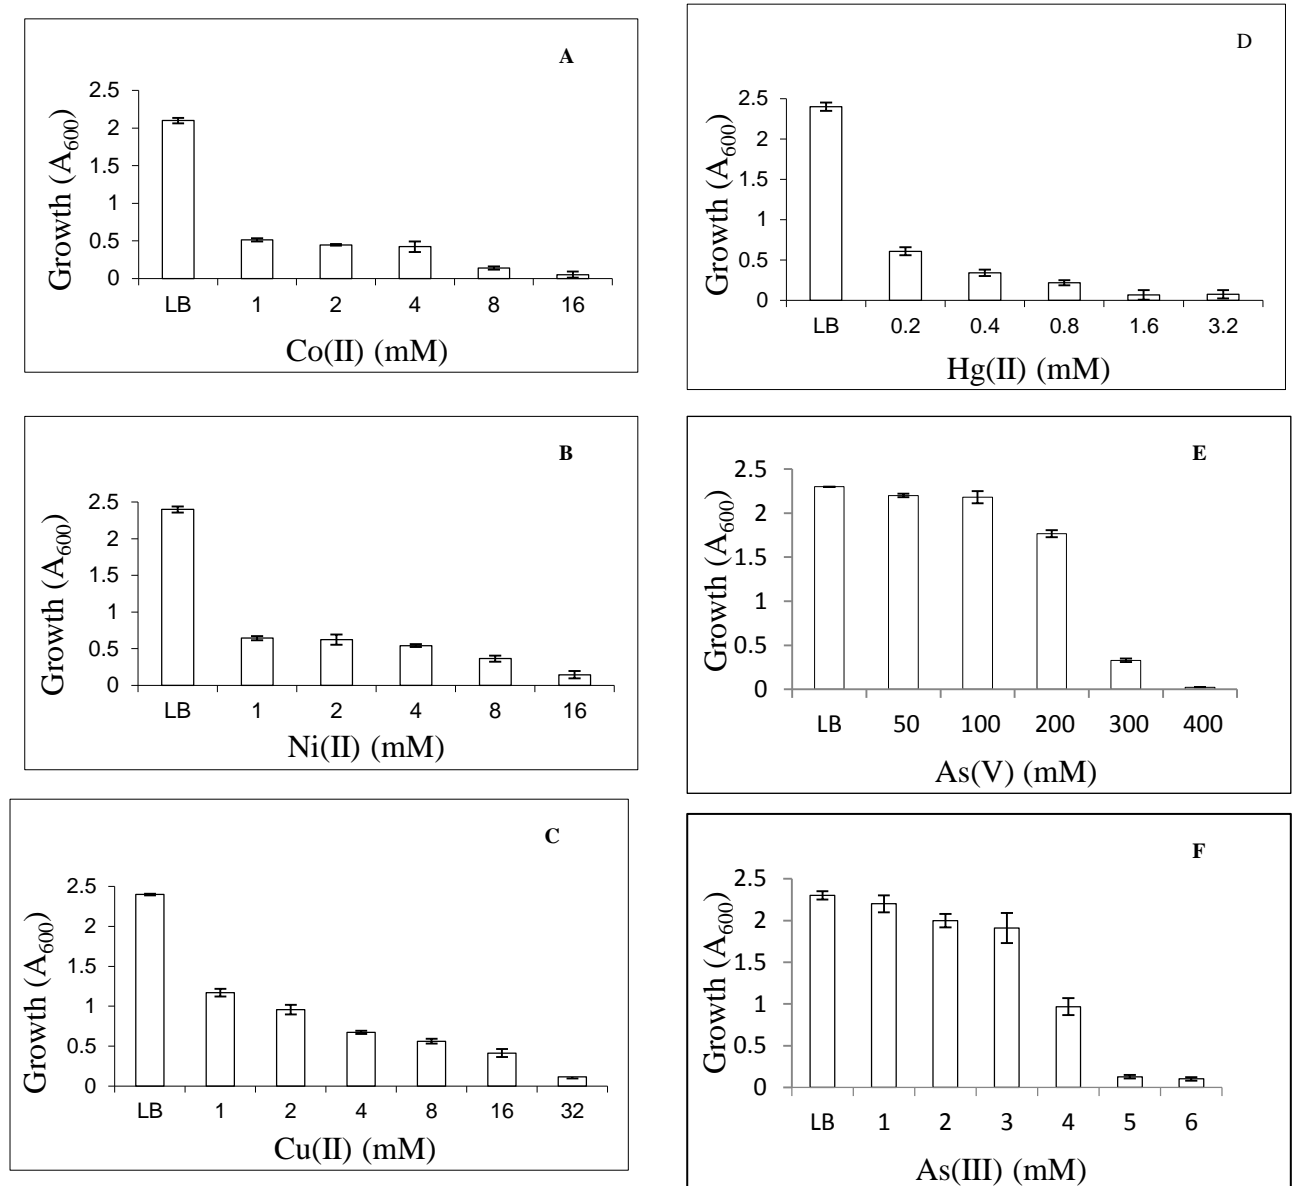 A
Growth (A600)
2.5
2
1.5
1
0.5
0
LB 1 2 4 8 16
Co(II) (mM)
B
Growth (A600)
2.5
2
1.5
1
0.5
0
LB 1 2 4 8 16
Ni(II) (mM)
C
Growth (A600)
2.5
2
1.5
1
0.5
0
LB 1 2 4 8 16 32
Cu(II) (mM)
D
Growth (A600)
2.5
2
1.5
1
0.5
0
LB 0.2 0.4 0.8 1.6 3.2
Hg(II) (mM)
E
Growth (A600)
2.5
2
1.5
1
0.5
0
LB 50 100 200 300 400
As(V) (mM)
F
Growth (A600)
2.5
2
1.5
1
0.5
0
LB 1 2 3 4 5 6
As(III) (mM)